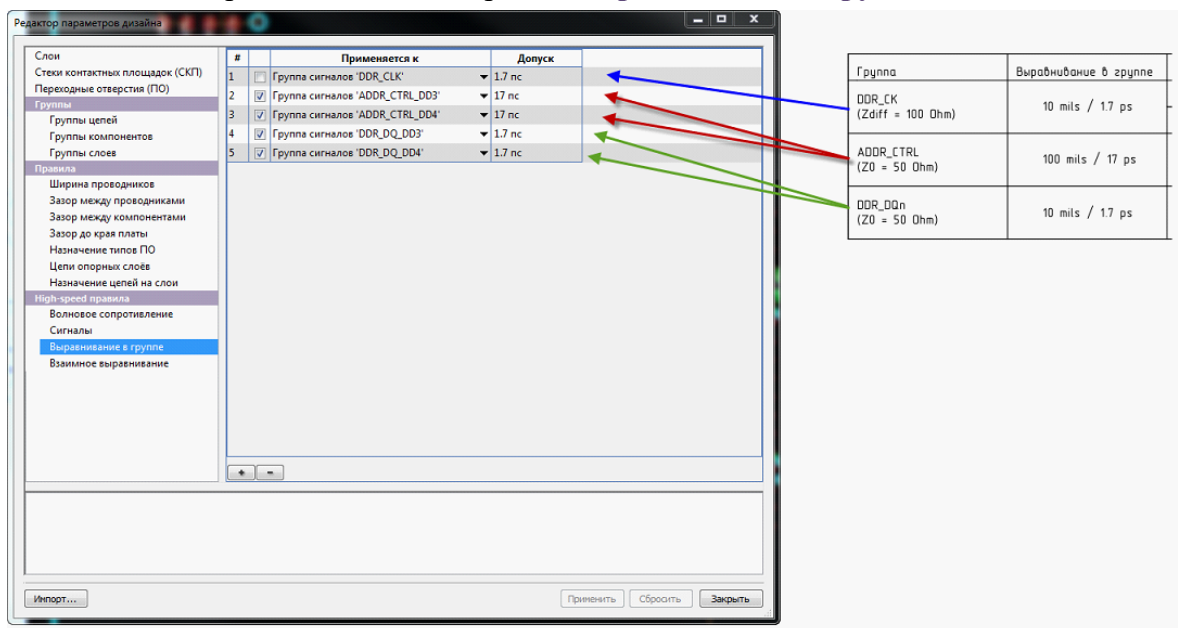 Редактор параметров дизайна
Слои
Стеки контактных площадок (СКП)
Переходные отверстия (ПО)
Группы
Группы цепей
Группы компонентов
Группы слоев
Правила
Ширина проводников
Зазор между проводниками
Зазор между компонентами
Зазор до края платы
Назначение типов ПО
Цепи опорных слоёв
Назначение цепей на слои
High-speed правила
Волновое сопротивление
Сигналы
Выравнивание в группе
Взаимное выравнивание
# Применяется к Допуск
1 Группа сигналов 'DDR_CLK' 1.7 пс
2 Группа сигналов 'ADDR_CTRL_DD3' 17 пс
3 Группа сигналов 'ADDR_CTRL_DD4' 17 пс
4 Группа сигналов 'DDR_DQ_DD3' 1.7 пс
5 Группа сигналов 'DDR_DQ_DD4' 1.7 пс
+ -
Импорт...
Применить Сбросить Закрыть
Группа Выравнивание в группе
DDR_CK
(Zdiff = 100 Ohm)
10 mils / 1.7 ps
ADDR_CTRL
(Z0 = 50 Ohm)
100 mils / 17 ps
DDR_DQn
(Z0 = 50 Ohm)
10 mils / 1.7 ps